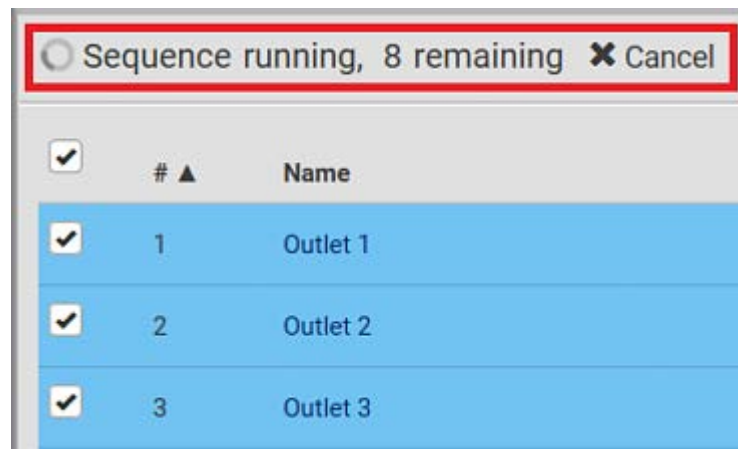 Sequence running, 8 remaining ✖ Cancel
# ▲ Name
1 Outlet 1
2 Outlet 2
3 Outlet 3